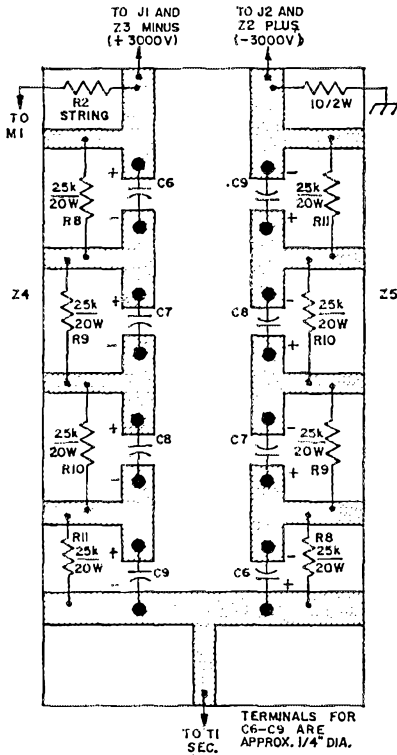 TO J1 AND
Z3 MINUS
(+3000V)
TO J2 AND
Z2 PLUS
(-3000V)
R2
STRING
10/2W
TO
M1
+
C6
-
25k
20W
R8
.C9
-
+
25k
20W
R11
Z4
Z5
+
C7
-
25k
20W
R9
C8
-
+
25k
20W
R10
+
C8
-
25k
20W
R10
C7
-
+
25k
20W
R9
R11
25k
20W
+
C9
-
R8
25k
20W
C6
-
+
TO T1
SEC.
TERMINALS FOR
C6-C9 ARE
APPROX. 1/4" DIA.